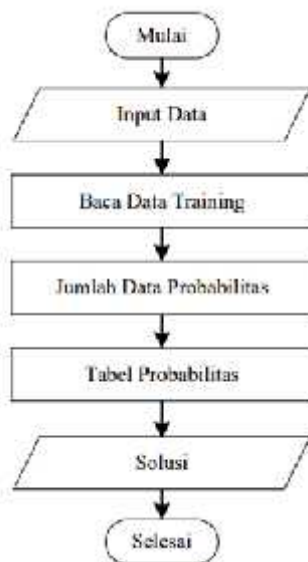 Mulai
Input Data
Baca Data Training
Jumlah Data Probabilitas
Tabel Probabilitas
Solusi
Selesai